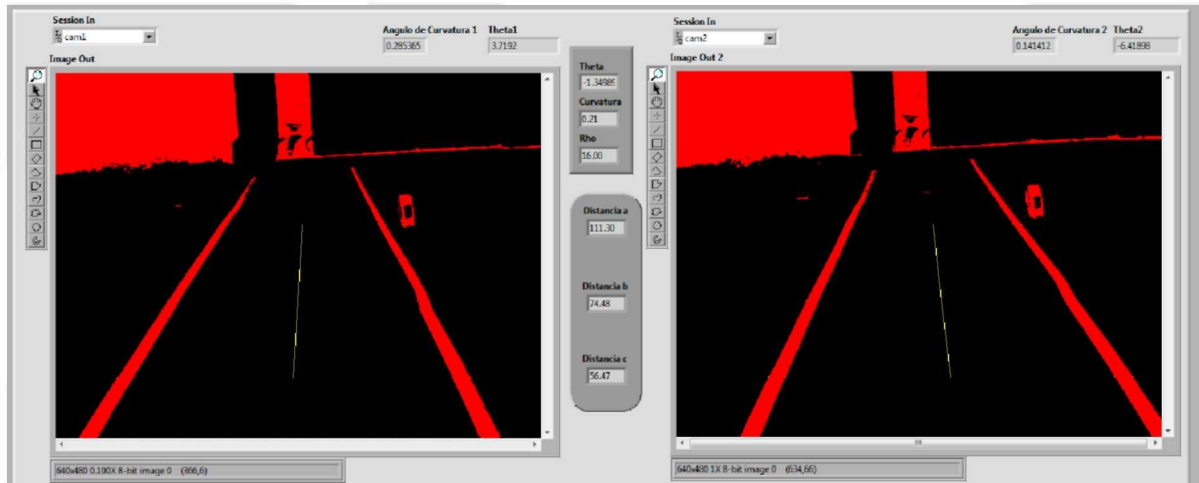 Session In
cam1
Angulo de Curvatura 1 Theta1
0.285365 3.7192
Image Out
640x480 0.100X 8-bit image 0 (366,6)
Theta
-1.34989
Curvatura
0.21
Rho
16.00
Distancia a
111.30
Distancia b
74.48
Distancia c
56.47
Session In
cam2
Angulo de Curvatura 2 Theta2
0.141412 -6.41898
Image Out 2
640x480 1X 8-bit image 0 (634,66)